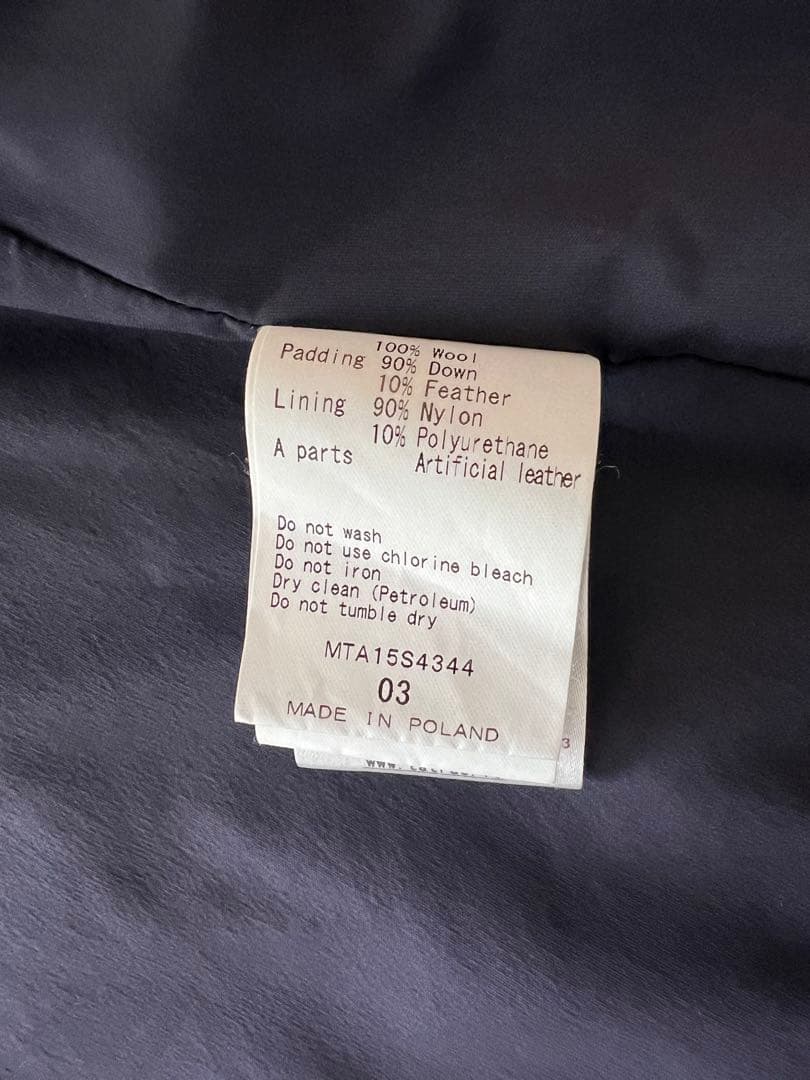 100% Wool
Padding 90% Down
10% Feather
Lining 90% Nylon
10% Polyurethane
A parts Artificial leather
Do not wash
Do not use chlorine bleach
Do not iron
Dry clean (Petroleum)
Do not tumble dry
MTA15S4344
03
MADE IN POLAND
3